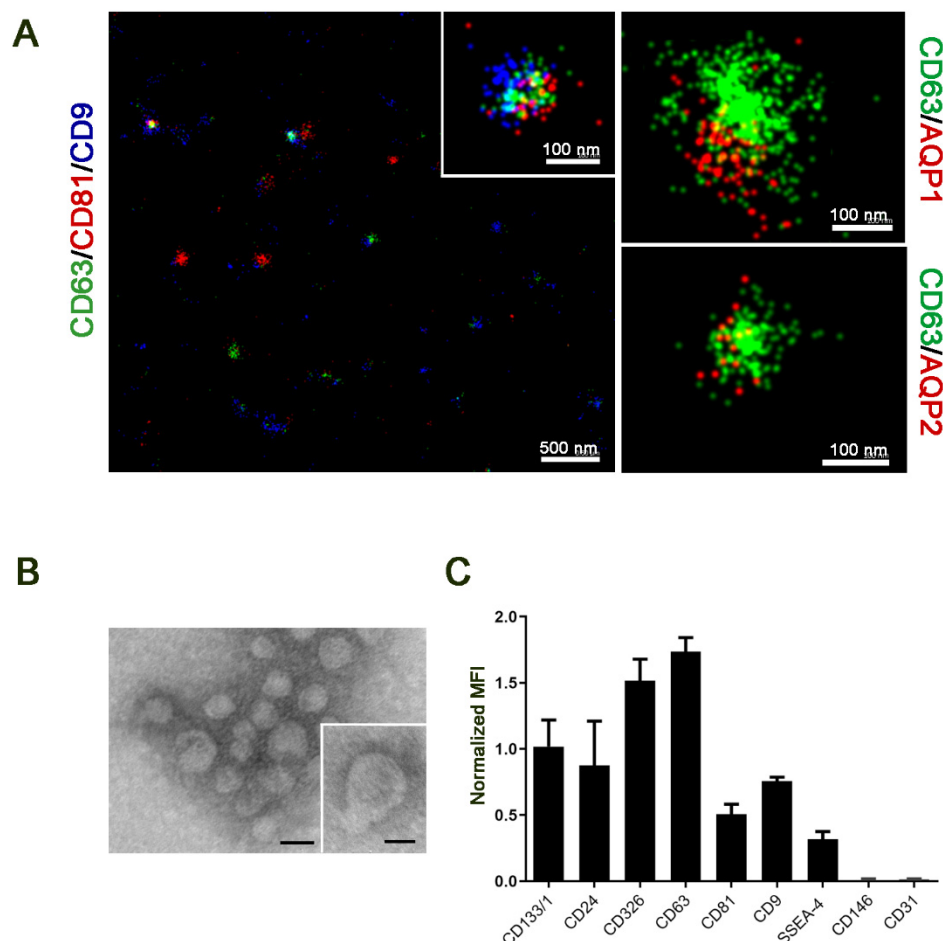 A
CD63/CD81/CD9
100 nm
500 nm
CD63/AQP1
100 nm
CD63/AQP2
100 nm
B
C
Normalized MFI
2.0
1.5
1.0
0.5
0.0
CD133/1
CD24
CD326
CD63
CD81
CD9
SSEA-4
CD146
CD31